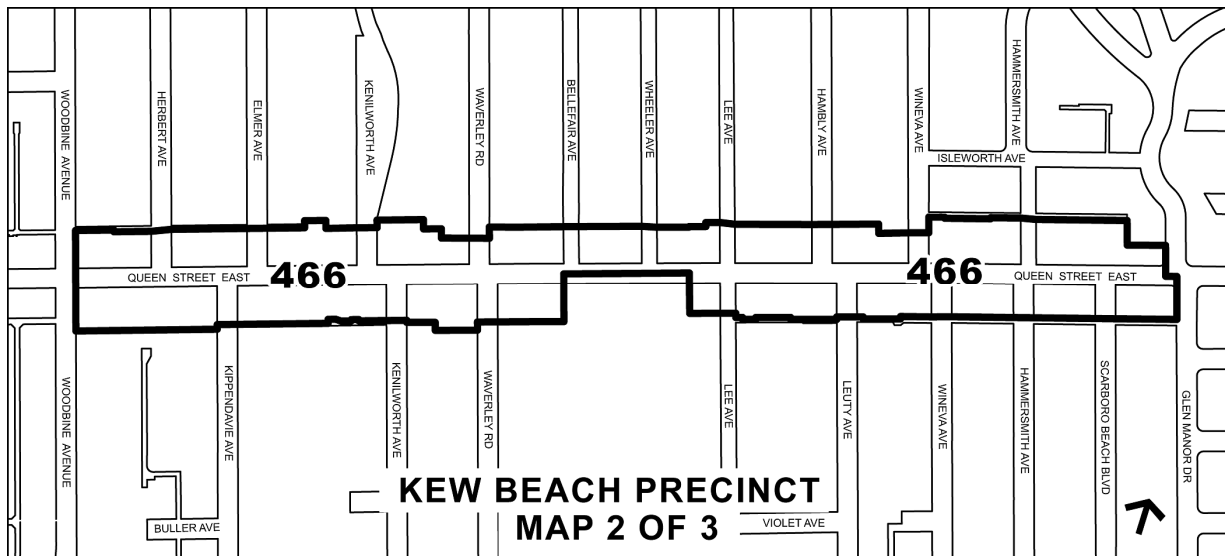 WOODBINE AVENUE
HERBERT AVE
ELMER AVE
KENILWORTH AVE
WAVERLEY RD
BELLEFAIR AVE
WHEELER AVE
LEE AVE
HAMBLY AVE
WINEVA AVE
HAMMERSMITH AVE
ISLEWORTH AVE
QUEEN STREET EAST
466
466
QUEEN STREET EAST
WOODBINE AVENUE
KIPPENDAVIE AVE
KENILWORTH AVE
WAVERLEY RD
LEE AVE
LEUTY AVE
WINEVA AVE
HAMMERSMITH AVE
SCARBORO BEACH BLVD
GLEN MANOR DR
BULLER AVE
VIOLET AVE
KEW BEACH PRECINCT
MAP 2 OF 3